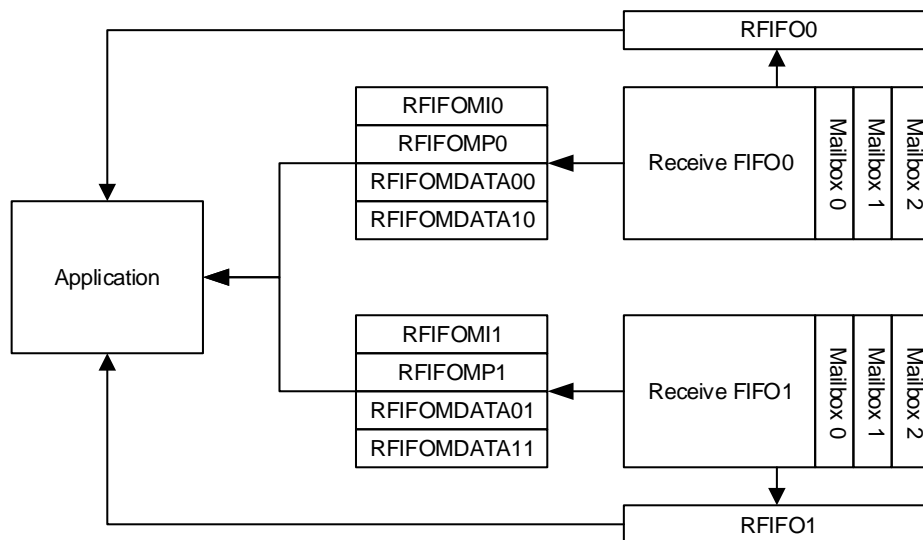 RFIFO0
RFIFOMI0
RFIFOMP0
RFIFOMDATA00
RFIFOMDATA10
Receive FIFO0
Mailbox 0
Mailbox 1
Mailbox 2
Application
RFIFOMI1
RFIFOMP1
RFIFOMDATA01
RFIFOMDATA11
Receive FIFO1
Mailbox 0
Mailbox 1
Mailbox 2
RFIFO1